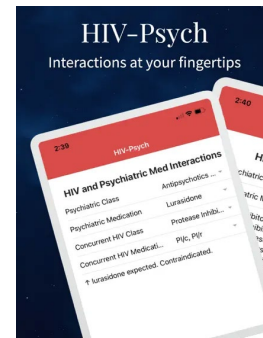 HIV-Psych
Interactions at your fingertips
2:39
HIV-Psych
HIV and Psychiatric Med Interactions
Psychiatric Class Antipsychotics ...
Psychiatric Medication Lurasidone
Concurrent HIV Class Protease Inhibi...
Concurrent HIV Medicati... PI/c, PI/r
↑ lurasidone expected. Contraindicated.
2:40